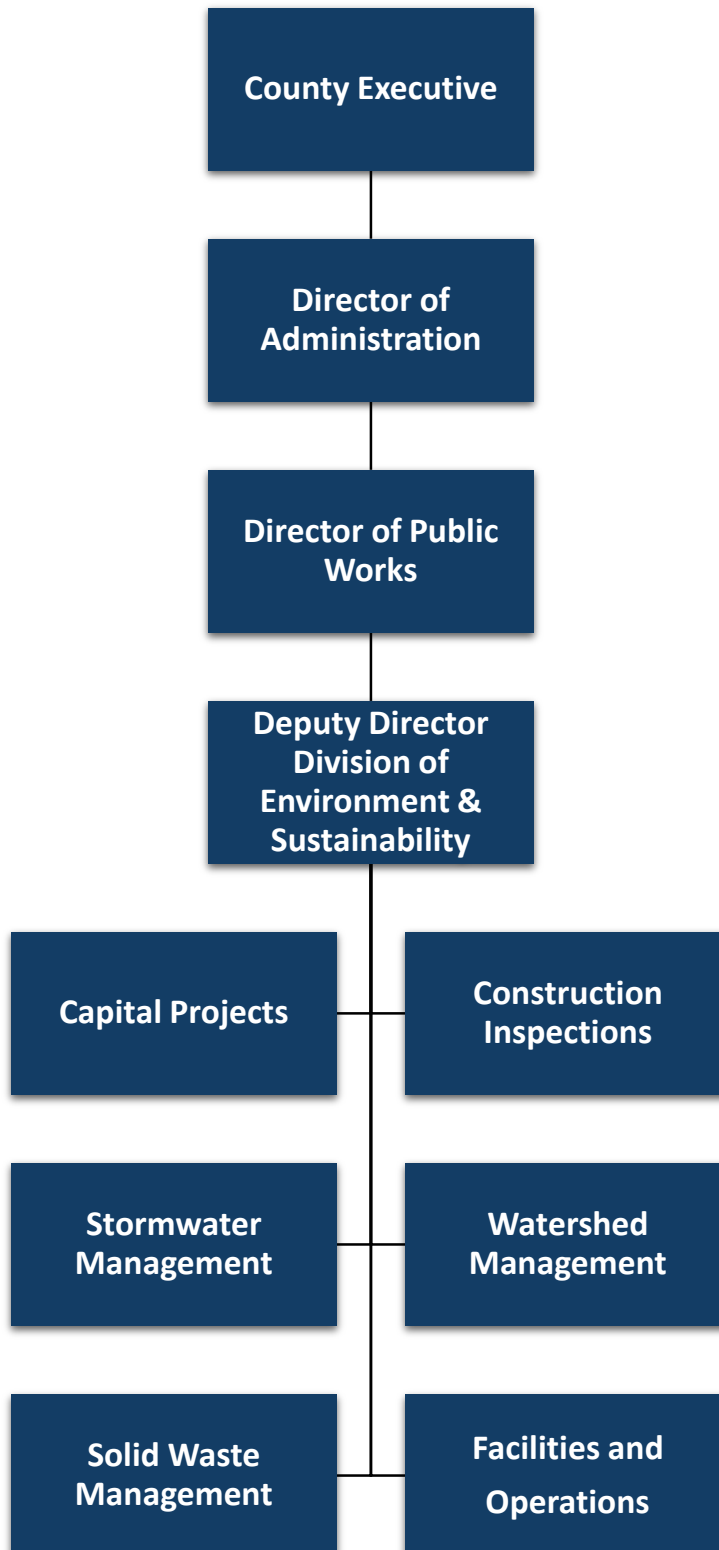 County Executive
Director of
Administration
Director of Public
Works
Deputy Director
Division of
Environment &
Sustainability
Capital Projects
Construction
Inspections
Stormwater
Management
Watershed
Management
Solid Waste
Management
Facilities and
Operations